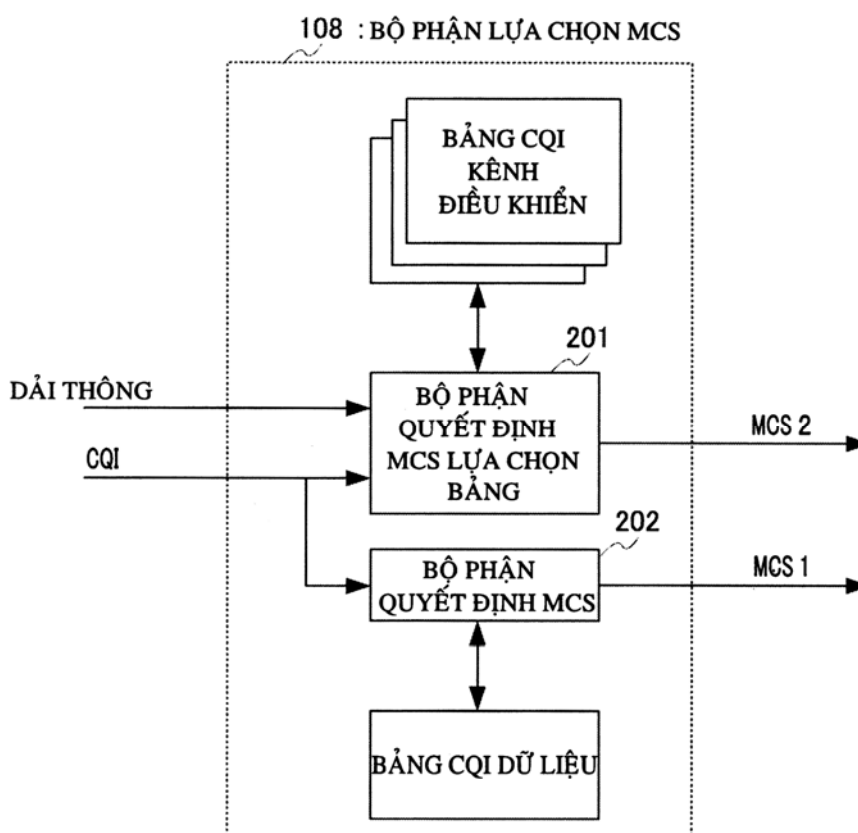 108 : BỘ PHẬN LỰA CHỌN MCS
BẢNG CQI
KÊNH
ĐIỀU KHIỂN
201
DẢI THÔNG
BỘ PHẬN
QUYẾT ĐỊNH
MCS LỰA CHỌN
BẢNG
MCS 2
CQI
202
BỘ PHẬN
QUYẾT ĐỊNH MCS
MCS 1
BẢNG CQI DỮ LIỆU